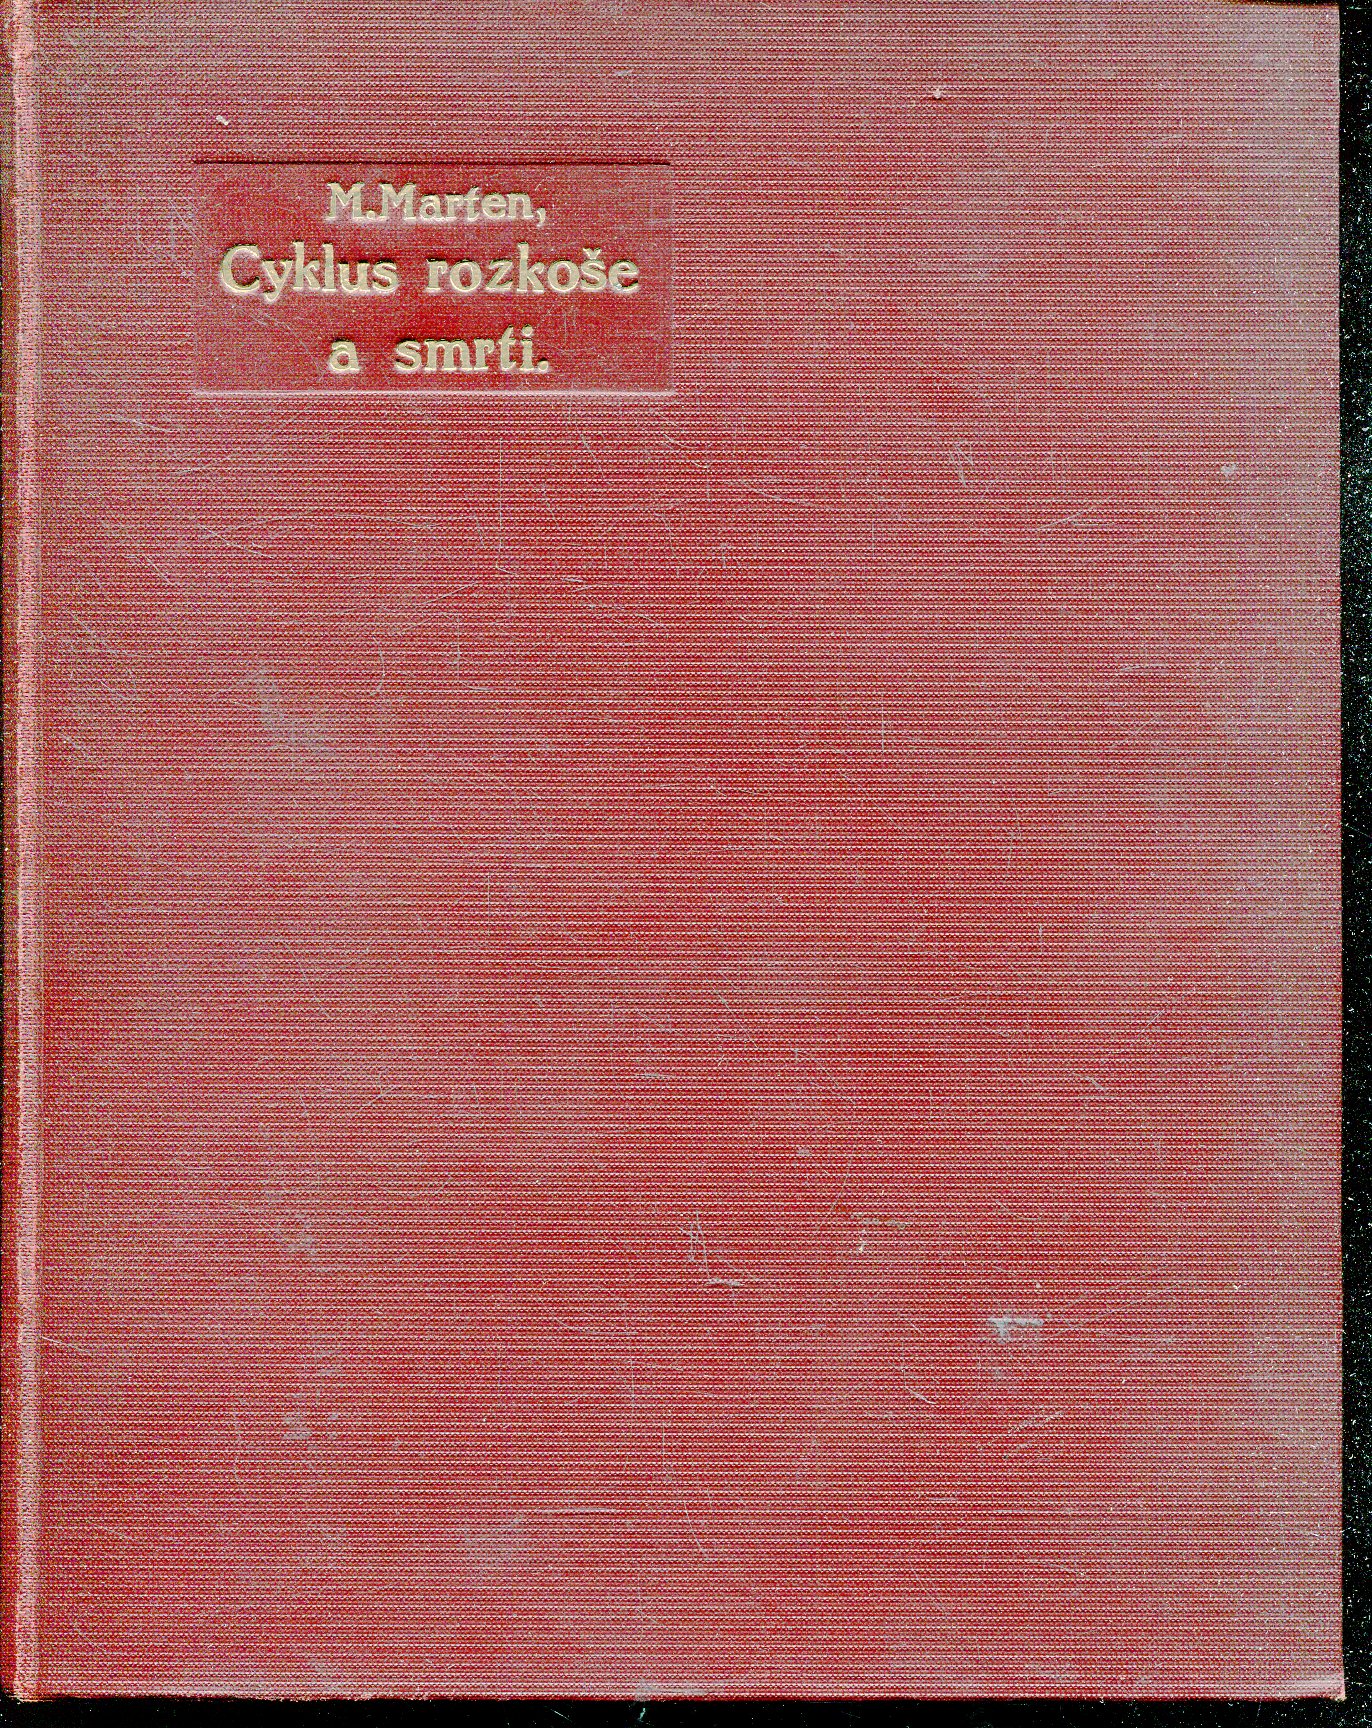 M.Marten,
Cyklus rozkoše
a smrti.